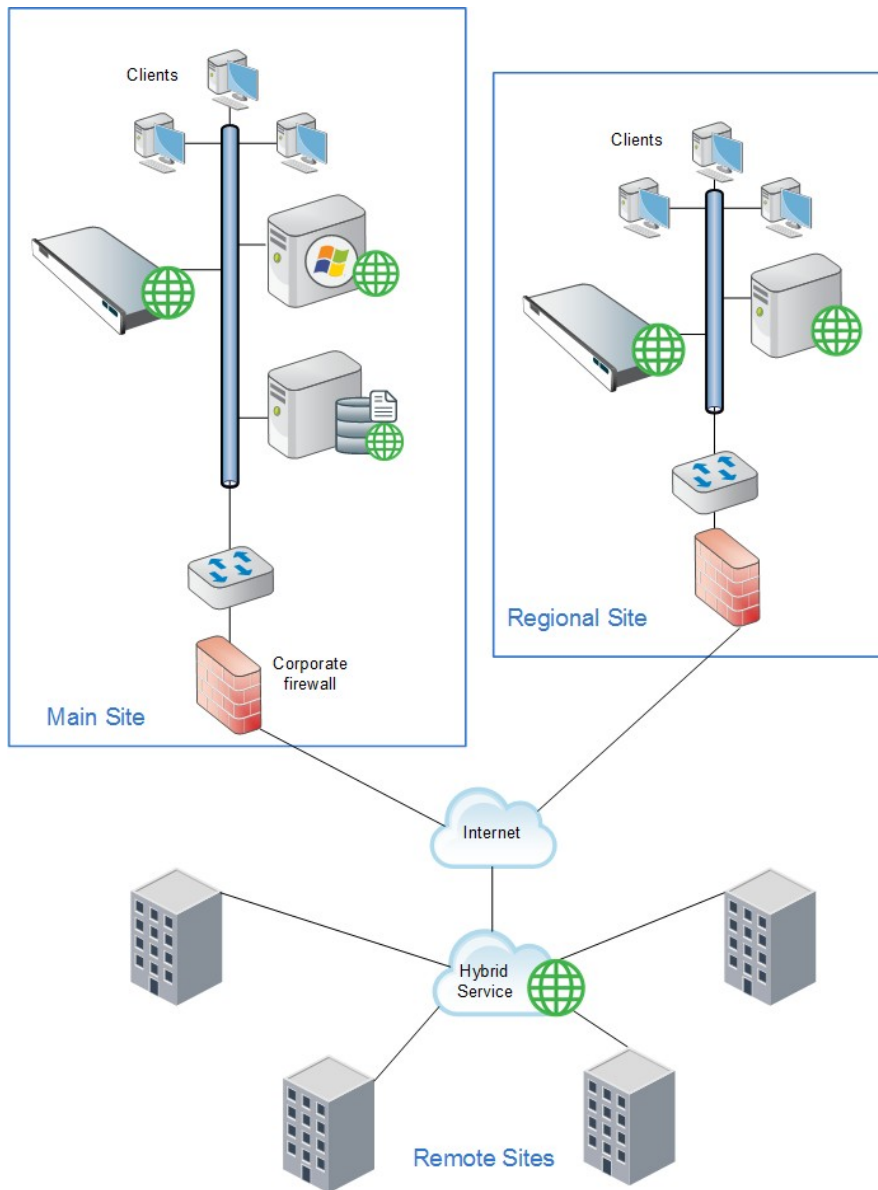 Clients
Clients
Regional Site
Corporate
firewall
Main Site
Internet
Hybrid
Service
Remote Sites